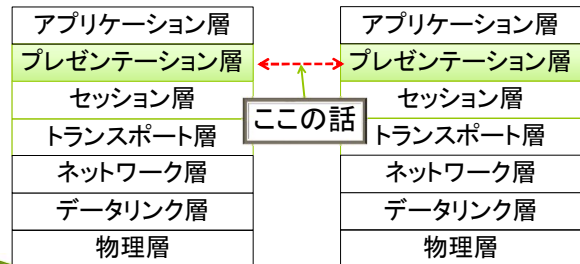 アプリケーション層
プレゼンテーション層
セッション層
トランスポート層
ネットワーク層
データリンク層
物理層
ここの話
アプリケーション層
プレゼンテーション層
セッション層
トランスポート層
ネットワーク層
データリンク層
物理層